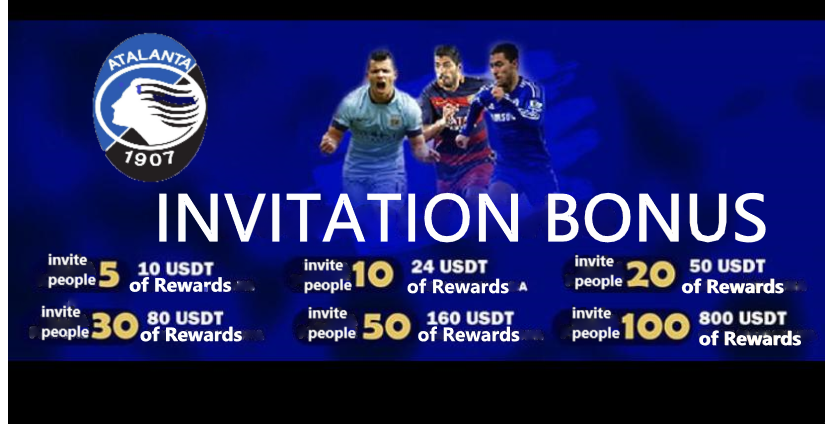 ATALANTA
1907
SAMSUNG
INVITATION BONUS
invite people 5 10 USDT of Rewards
invite people 10 24 USDT of Rewards A
invite people 20 50 USDT of Rewards
invite people 30 80 USDT of Rewards
invite people 50 160 USDT of Rewards
invite people 100 800 USDT of Rewards